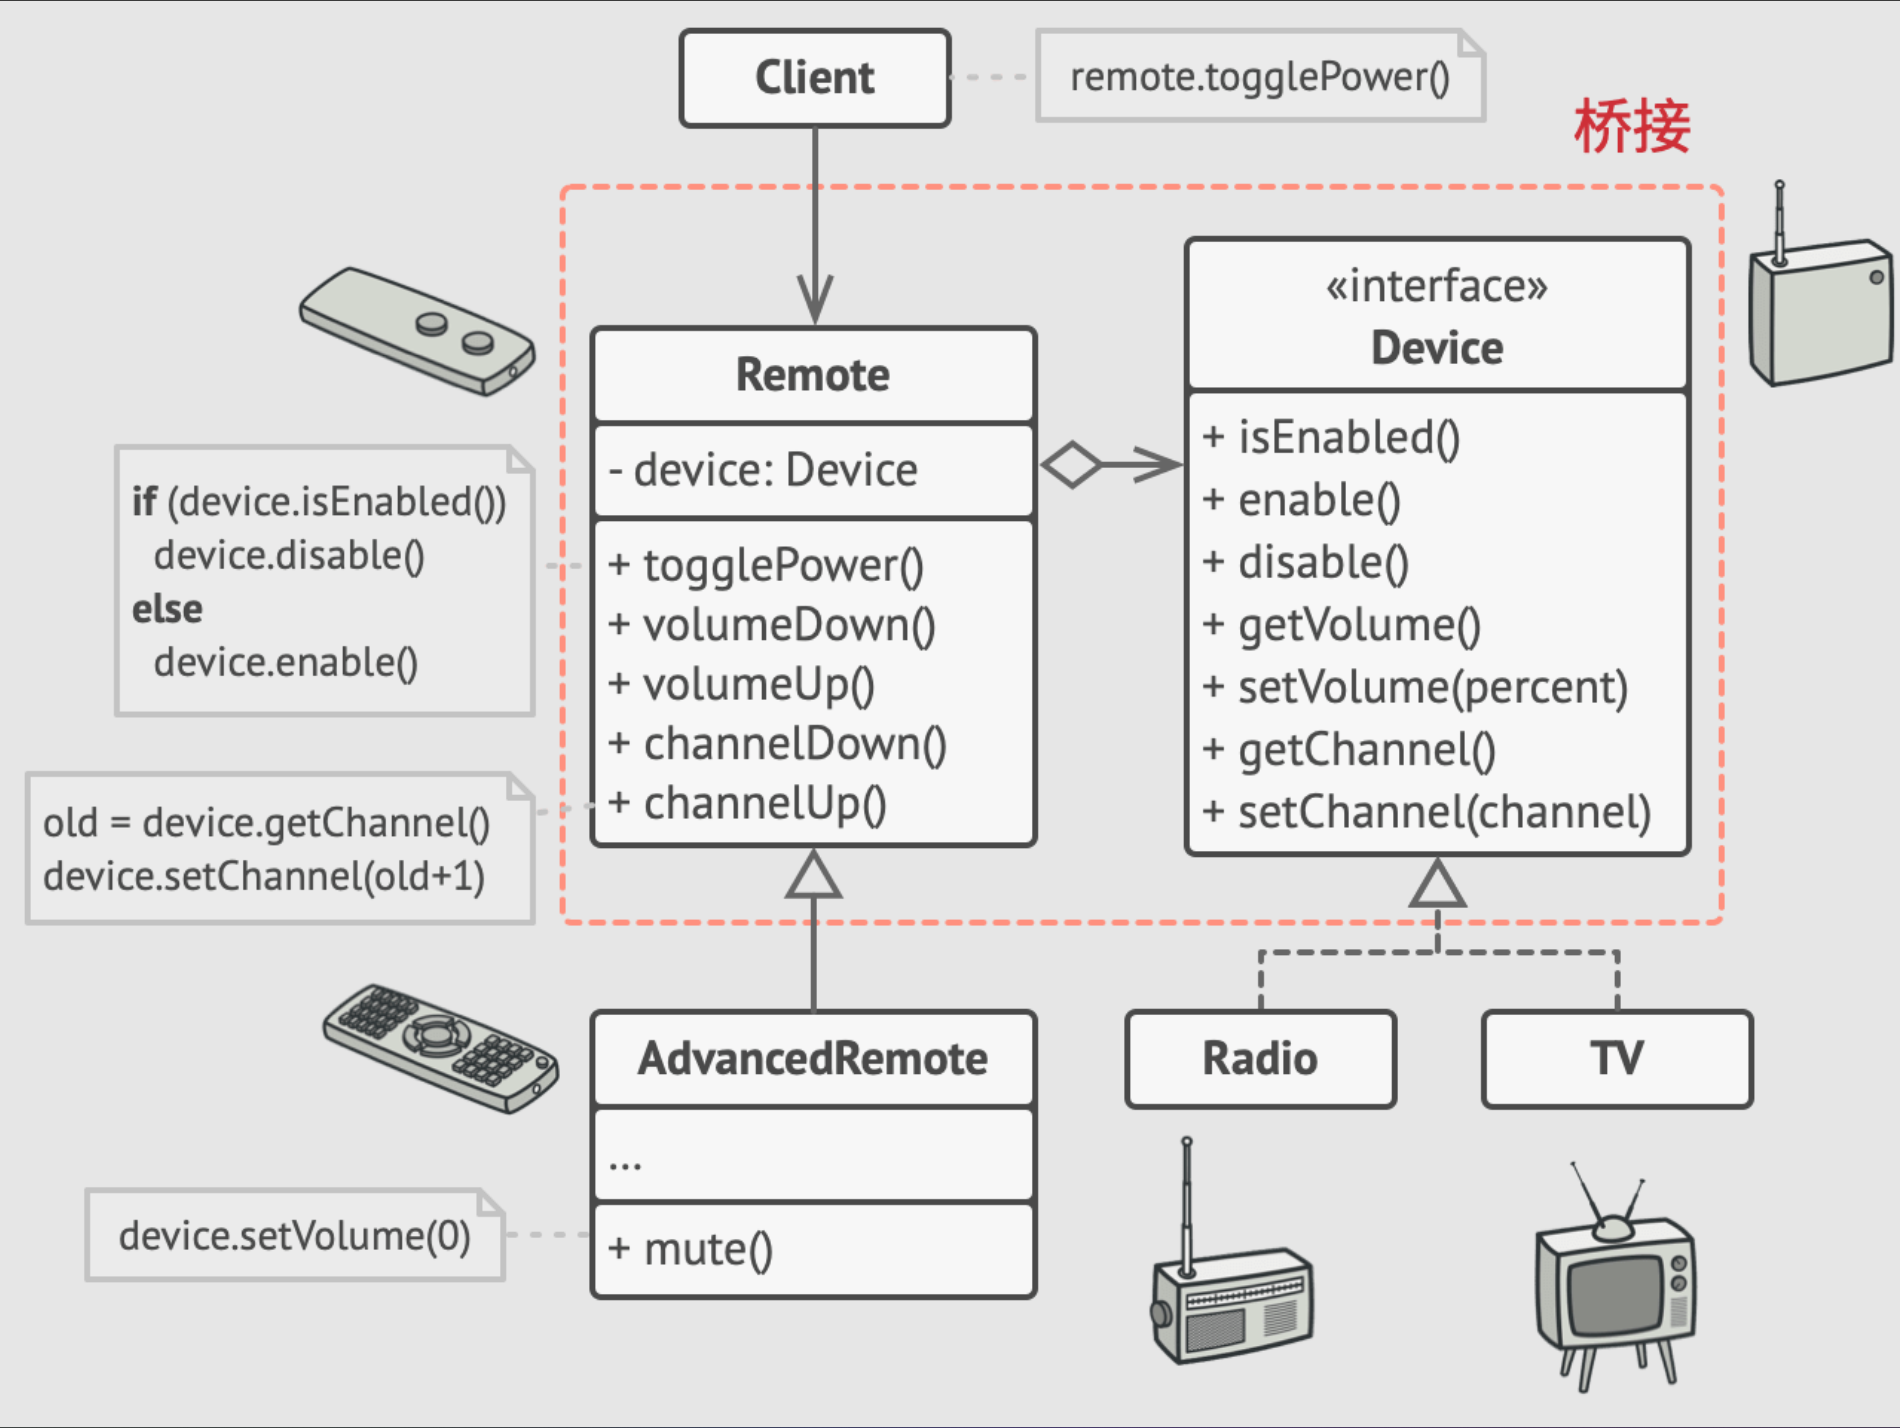 Client
remote.togglePower()
桥接
«interface»
Device
+ isEnabled()
+ enable()
+ disable()
+ getVolume()
+ setVolume(percent)
+ getChannel()
+ setChannel(channel)
Remote
- device: Device
+ togglePower()
+ volumeDown()
+ volumeUp()
+ channelDown()
+ channelUp()
if (device.isEnabled())
device.disable()
else
device.enable()
old = device.getChannel()
device.setChannel(old+1)
AdvancedRemote
...
+ mute()
device.setVolume(0)
Radio
TV